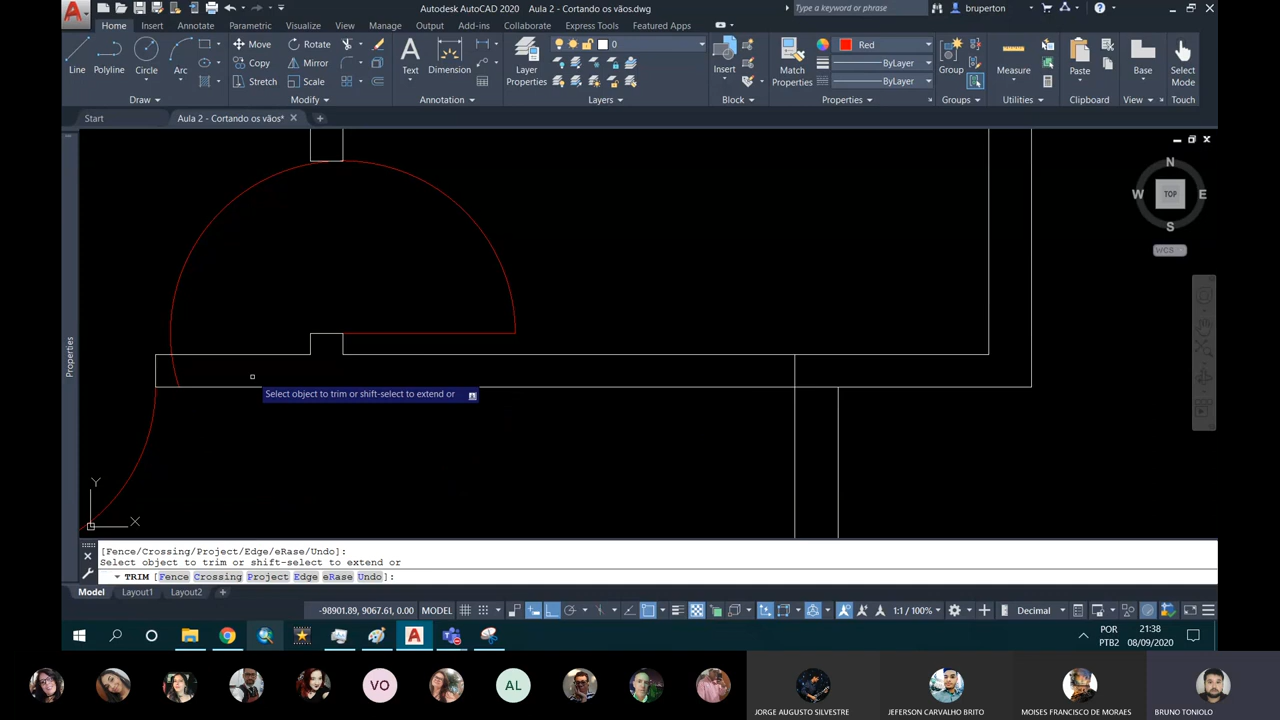 Autodesk AutoCAD 2020 Aula 2 - Cortando os vãos.dwg
Type a keyword or phrase
bruperton
Home Insert Annotate Parametric View Manage Output Add-ins Collaborate Express Tools Featured Apps
Line Polyline Circle Arc
Move Rotate
Copy Mirror
Stretch Scale
Text Dimension
Layer Properties
0
Insert
Match Properties
Red
ByLayer
ByLayer
Group
Measure
Paste
Base
Select Mode
Draw Modify Annotation Layers Block Properties Groups Utilities Clipboard View Touch
Start Aula 2 - Cortando os vãos*
Properties
N
W TOP E
S
WCS
Select object to trim or shift-select to extend or
Y
X
[Fence/Crossing/Project/Edge/eRase/Undo]:
Select object to trim or shift-select to extend or
TRIM [Fence Crossing Project Edge eRase Undo]:
Model Layout1 Layout2
-98901.89, 9067.61, 0.00 MODEL 1:1 / 100% Decimal
POR 21:38
PTB2 08/09/2020
VO AL
JORGE AUGUSTO SILVESTRE JEFERSON CARVALHO BRITO MOISES FRANCISCO DE MORAES BRUNO TONIOLO